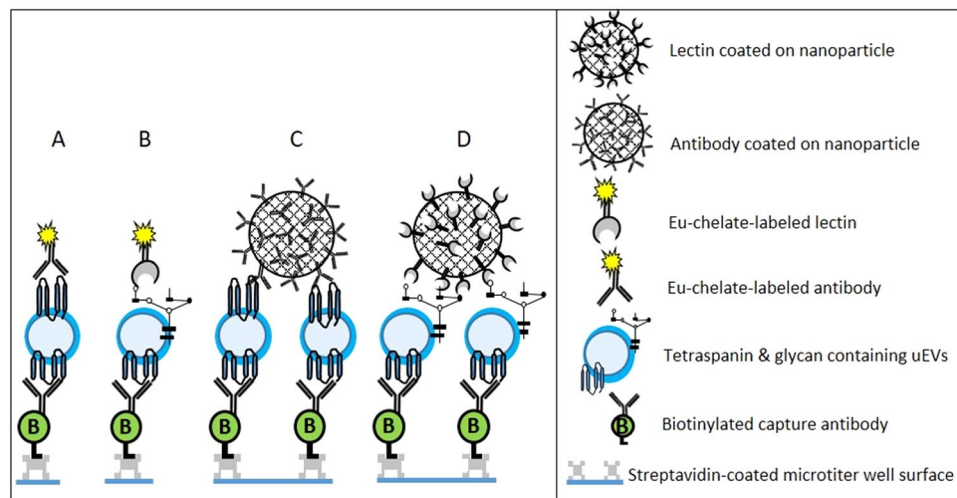 A
B
C
D
B
B
B
B
B
B
Lectin coated on nanoparticle
Antibody coated on nanoparticle
Eu-chelate-labeled lectin
Eu-chelate-labeled antibody
Tetraspanin & glycan containing uEVs
Biotinylated capture antibody
B
Streptavidin-coated microtiter well surface